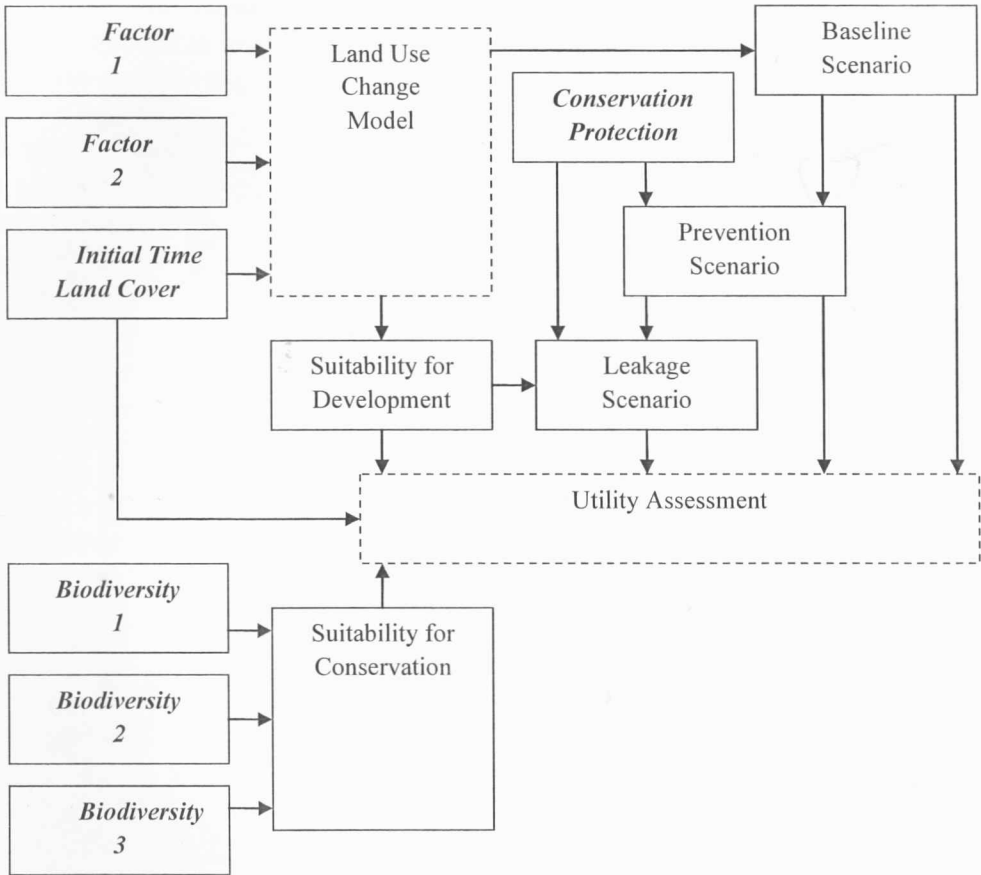 Factor
1
Land Use
Change
Model
Baseline
Scenario
Conservation
Protection
Factor
2
Initial Time
Land Cover
Prevention
Scenario
Suitability for
Development
Leakage
Scenario
Utility Assessment
Biodiversity
1
Suitability for
Conservation
Biodiversity
2
Biodiversity
3